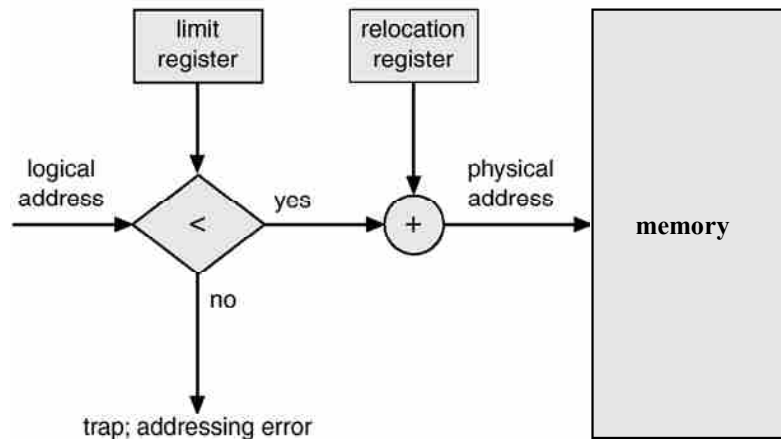 limit
register
relocation
register
logical
address
<
yes
+
physical
address
memory
no
trap; addressing error